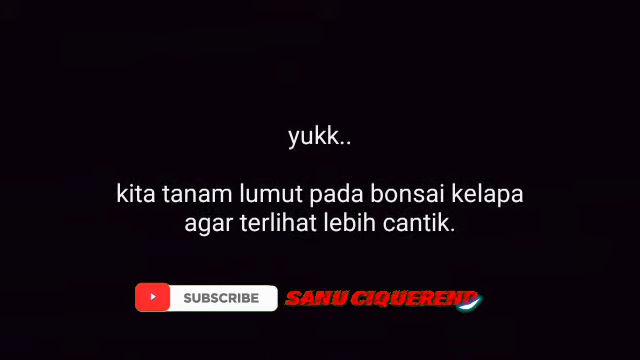 yukk..
kita tanam lumut pada bonsai kelapa
agar terlihat lebih cantik.
SUBSCRIBE SANU CIQUEREND